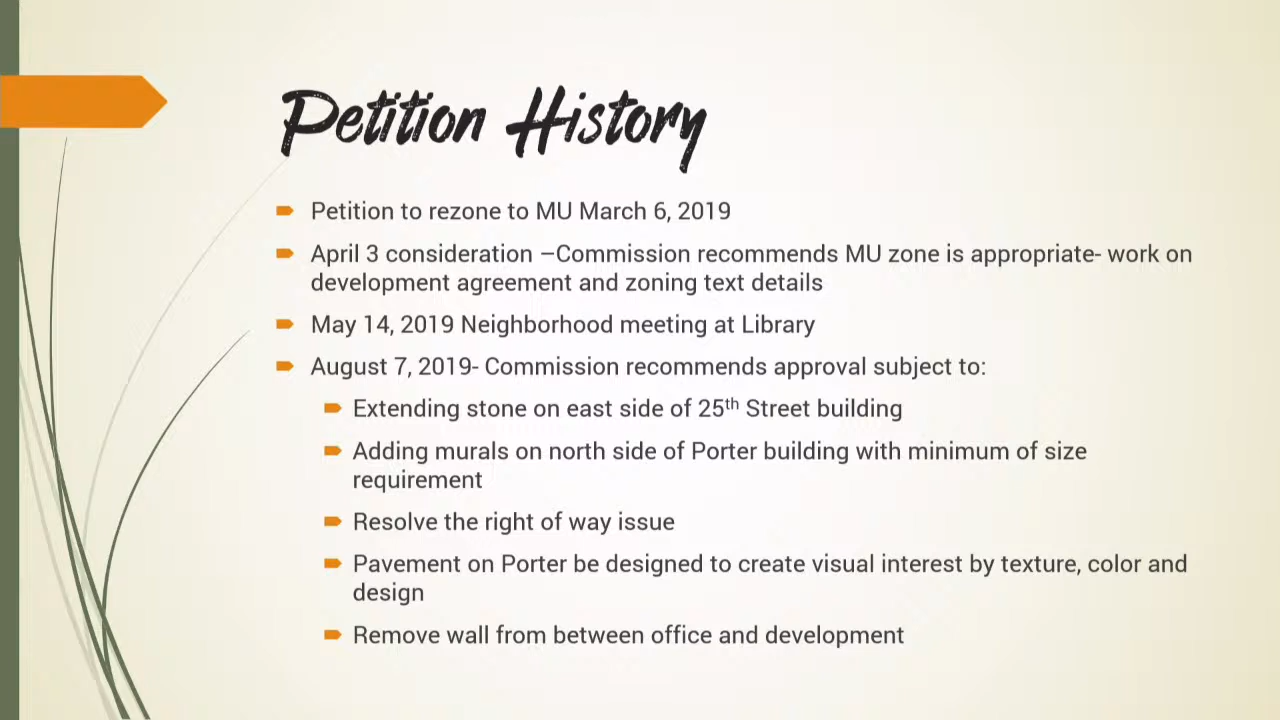 Petition History
Petition to rezone to MU March 6, 2019
April 3 consideration –Commission recommends MU zone is appropriate- work on
development agreement and zoning text details
May 14, 2019 Neighborhood meeting at Library
August 7, 2019- Commission recommends approval subject to:
Extending stone on east side of 25th Street building
Adding murals on north side of Porter building with minimum of size
requirement
Resolve the right of way issue
Pavement on Porter be designed to create visual interest by texture, color and
design
Remove wall from between office and development